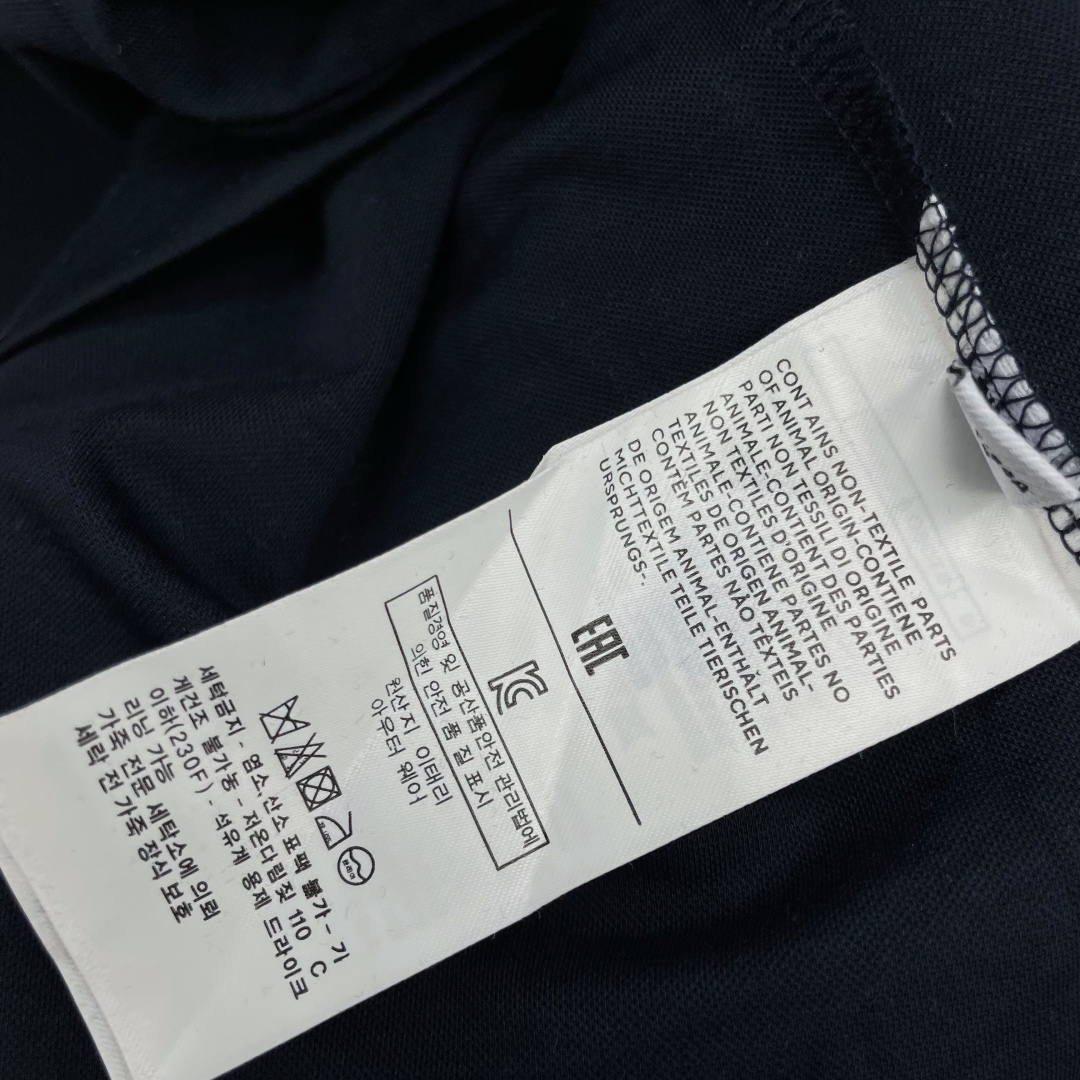 CONTAINS NON-TEXTILE PARTS
OF ANIMAL ORIGIN-CONTIENE
PARTI NON TESSILI DI ORIGINE
ANIMALE-CONTIENT DES PARTIES
NON TEXTILES D'ORIGINE
ANIMALE-CONTIENE PARTES NO
TEXTILES DE ORIGEN ANIMAL-
CONTÉM PARTES NÃO TÊXTEIS
DE ORIGEM ANIMAL-ENTHÄLT
MICHTTEXTILE TEILE TIERISCHEN
URSPRUNGS-.
EAC
품질경영 및 공산품안전 관리법에
의한 안전 품 질 표시
원산지 이태리
아우터 웨어
세탁금지 - 염소,산소 표백 불가 - 기
계건조 불가능 - 저온다림질 110 C
이하(230F) - 석유계 용제 드라이크
리닝 가능
가죽 전문 세탁소에 의뢰
세탁 전 가죽 장식 보호